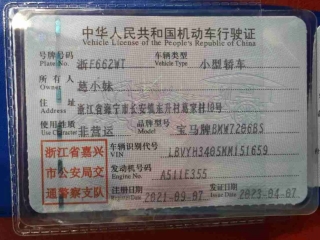 中华人民共和国机动车行驶证
Vehicle License of the People's Republic of China
号牌号码 浙F662WT 车辆类型 小型轿车
Plate No. Vehicle Type
所有人 葛小妹
Owner
住址 浙江省海宁市长安镇东升村葛家村10号
Address
使用性质 非营运 品牌型号 宝马牌BMW7206BS
Use Character Model
浙江省嘉兴 车辆识别代号 LBVYH3405MM151659
VIN
市公安局交 发动机号码 A511E355
Engine No.
通警察支队 注册日期 2021-09-07 发证日期 2023-04-07
Register Date Issue Date